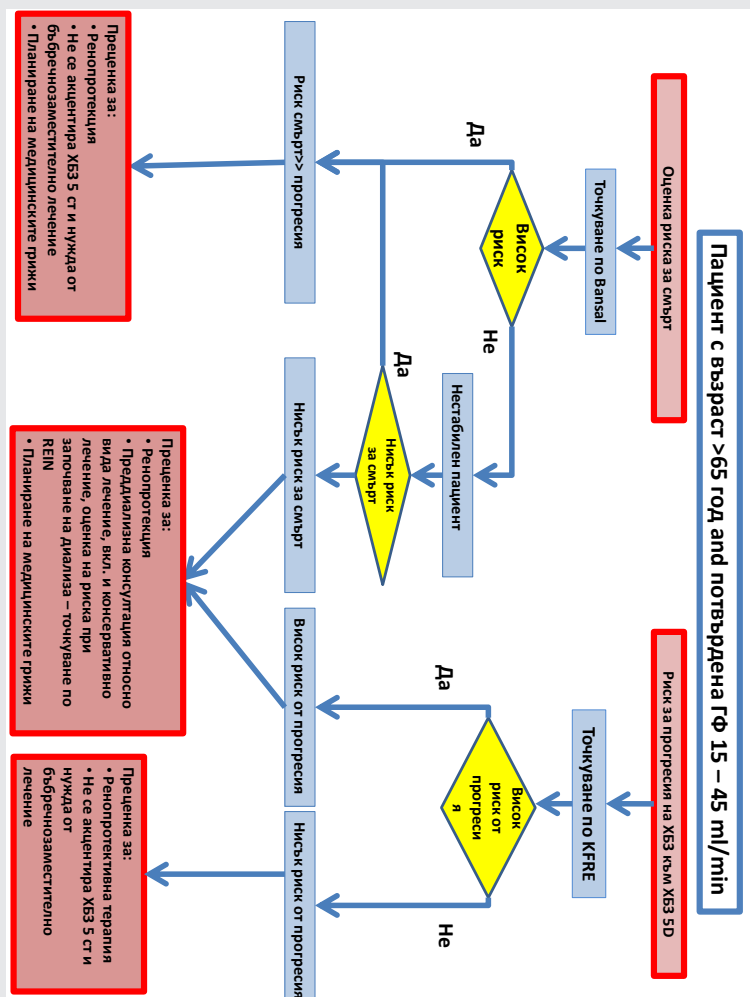 Пациент с възраст >65 год and потвърдена ГФ 15 – 45 ml/min
Оценка риска за смърт
Точкуване по Bansal
Висок
риск
Да
Не
Нестабилен пациент
Нисък риск
за смърт
Да
Риск смърт>> прогресия
Нисък риск за смърт
Риск за прогресия на ХБЗ към ХБЗ 5D
Точкуване по KFRE
Висок
риск от
прогреси
я
Да
Не
Висок риск от прогресия
Нисък риск от прогресия
Преценка за:
• Ренопротекция
• Не се акцентира ХБЗ 5 ст и нужда от
бъбречнозаместително лечение
• Планиране на медицинските грижи
Преценка за:
• Ренопротекция
• Преддиализна консултация относно
вида лечение, вкл. и консервативно
лечение, оценка на риска при
започване на диализа – точкуване по
REIN
• Планиране на медицинските грижи
Преценка за:
• Ренопротективна терапия
• Не се акцентира ХБЗ 5 ст и
нужда от
бъбречнозаместително
лечение